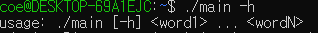 coe@DESKTOP-69A1EJC:~$ ./main -h
usage: ./main [-h] <word1> ... <wordN>